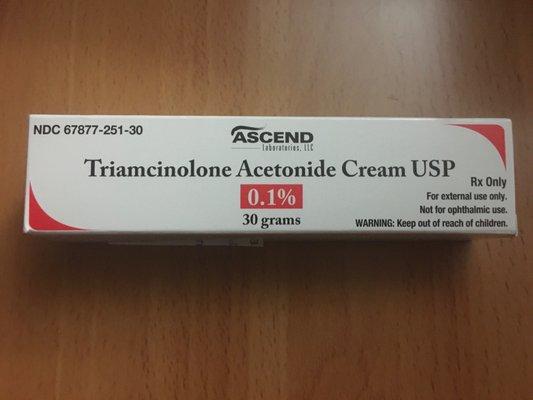 NDC 67877-251-30
ASCEND
Laboratories, LLC
Triamcinolone Acetonide Cream USP
0.1%
30 grams
Rx Only
For external use only.
Not for ophthalmic use.
WARNING: Keep out of reach of children.